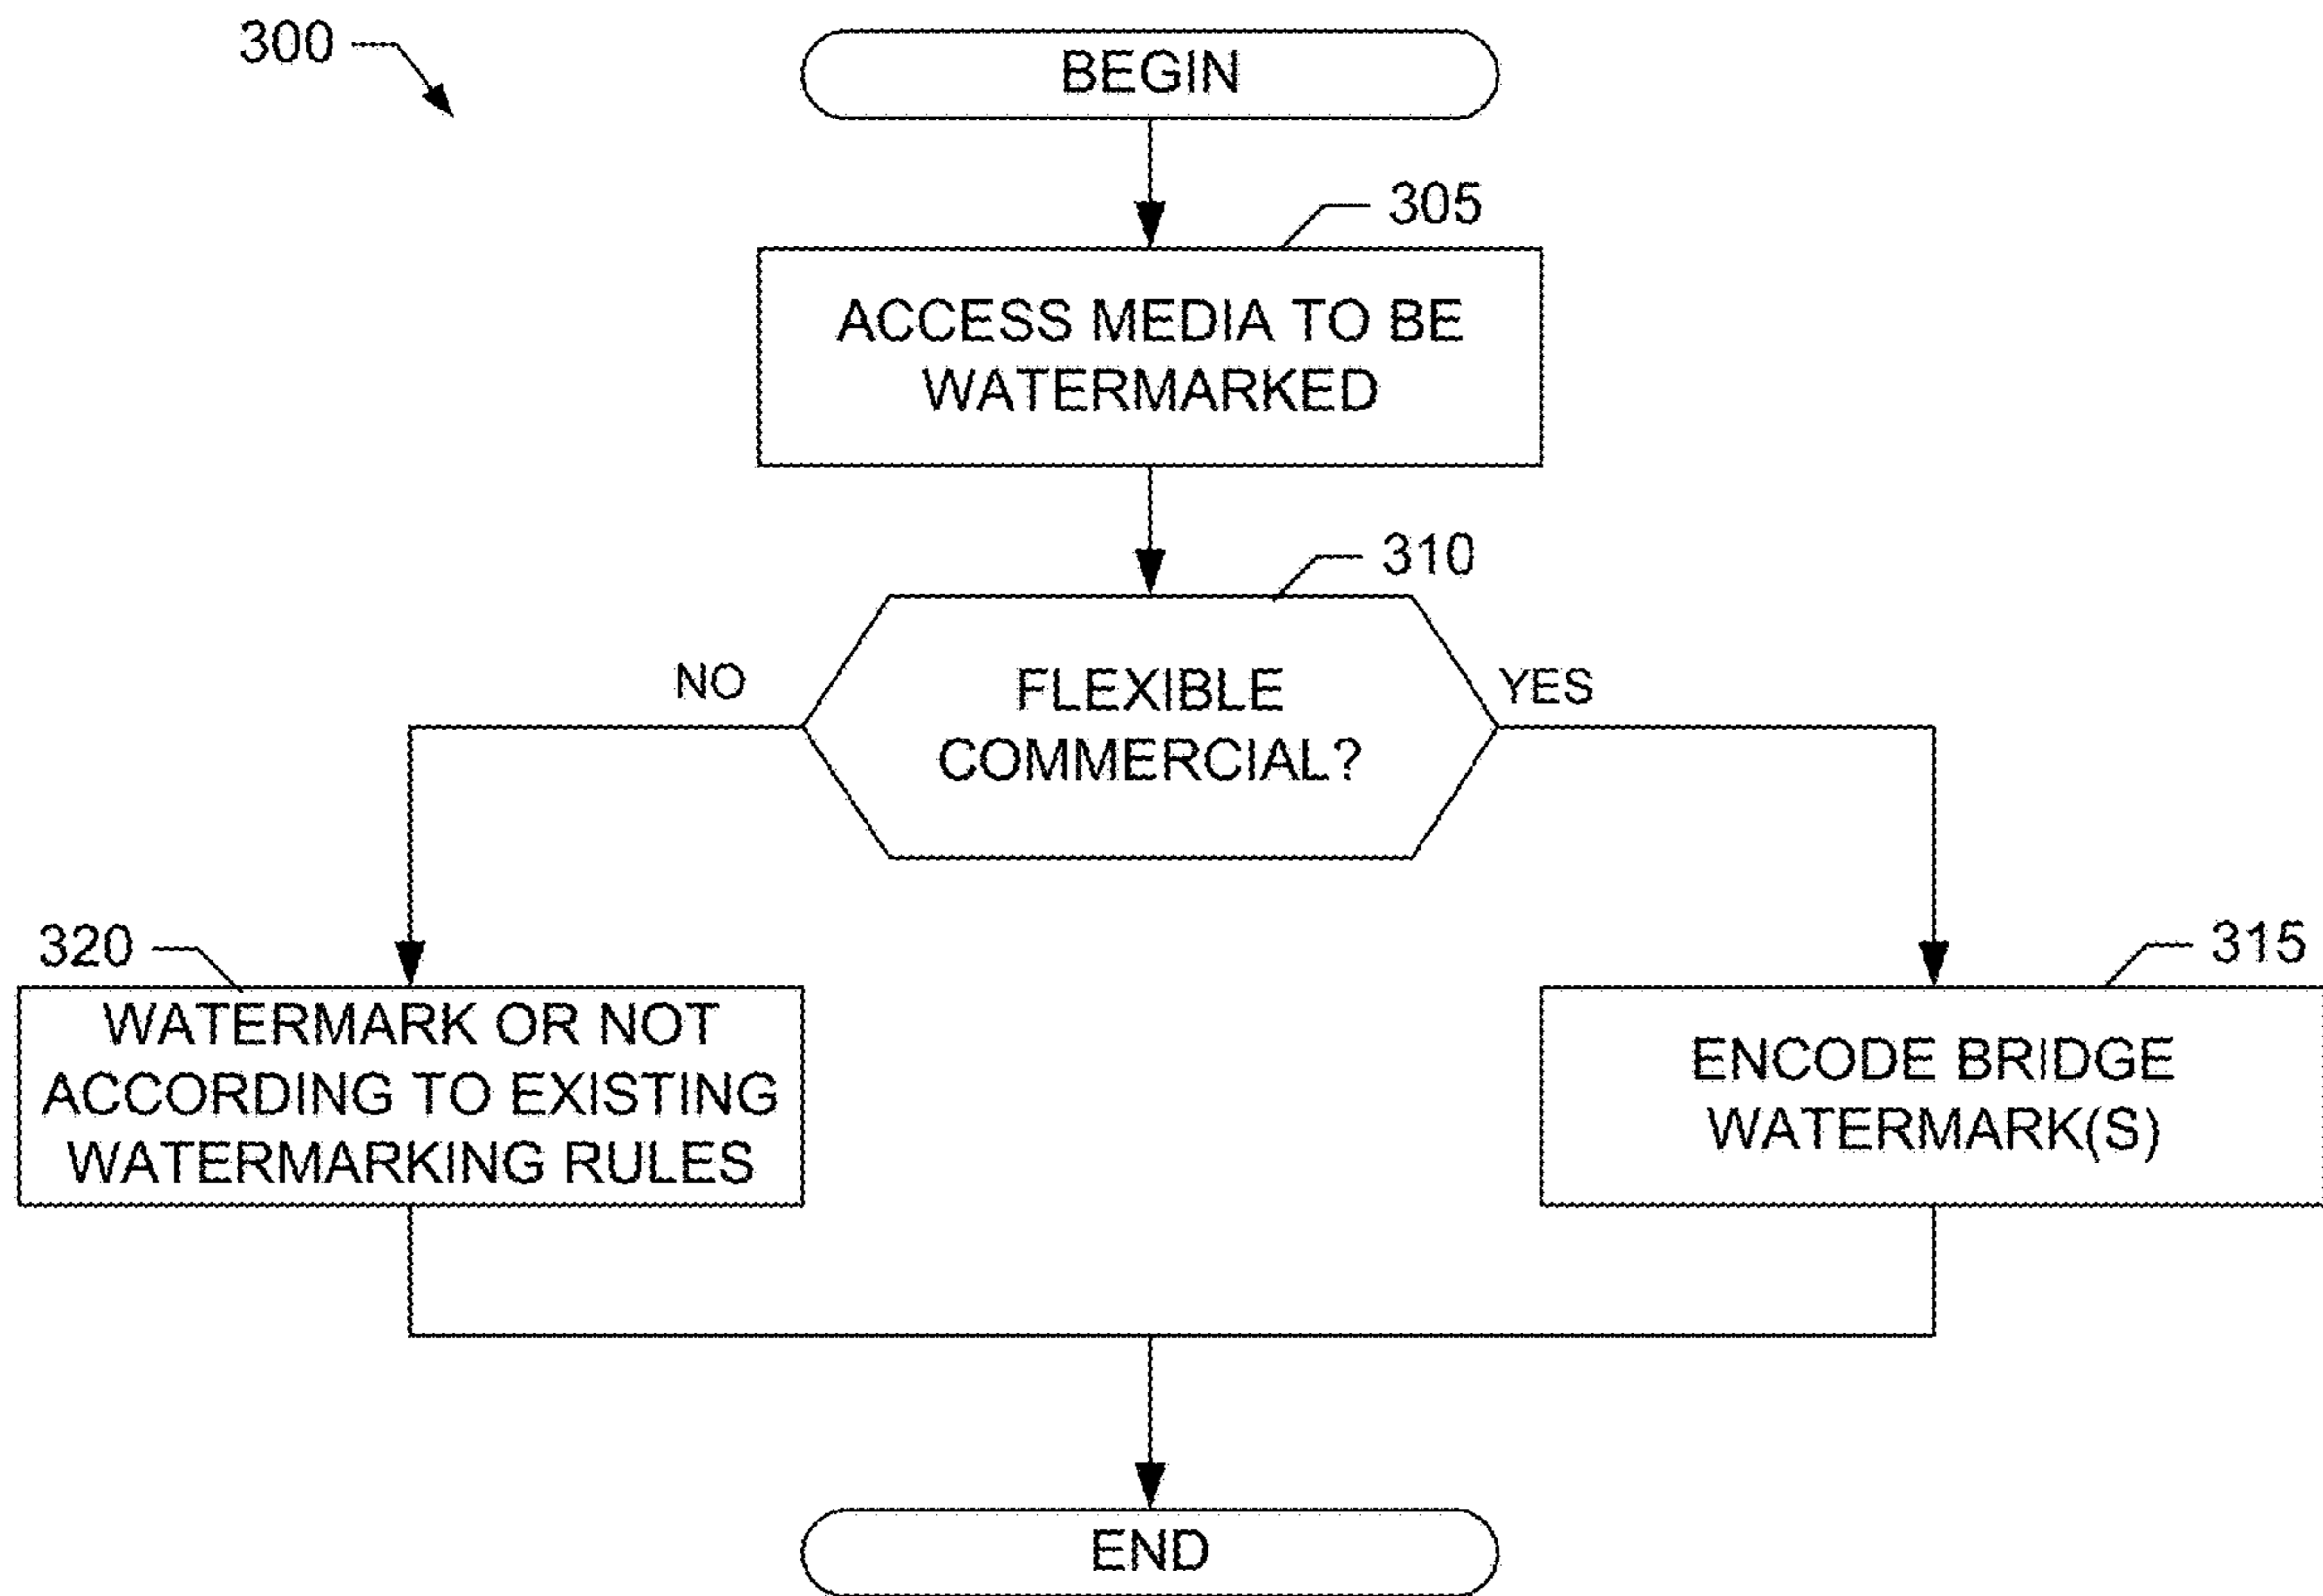 300
BEGIN
305
ACCESS MEDIA TO BE
WATERMARKED
310
NO
FLEXIBLE
COMMERCIAL?
YES
320
WATERMARK OR NOT
ACCORDING TO EXISTING
WATERMARKING RULES
315
ENCODE BRIDGE
WATERMARK(S)
END